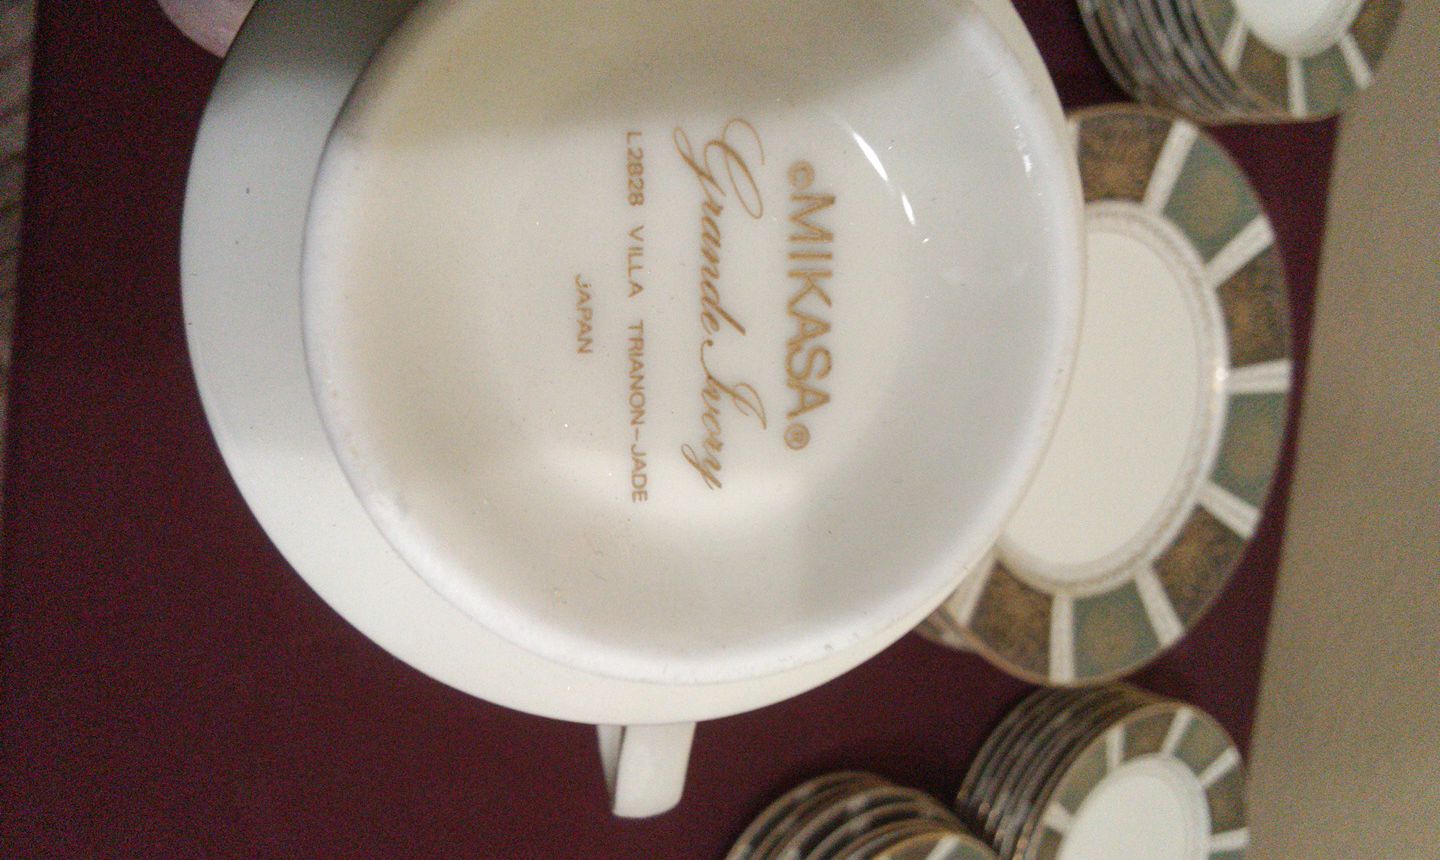 ©MIKASA®
Grande Ivory
L2828 VILLA TRIANON-JADE
JAPAN